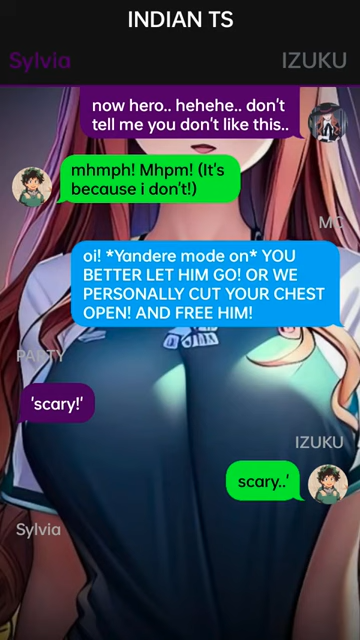 INDIAN TS
Sylvia
IZUKU
now hero.. hehehe.. don't
tell me you don't like this..
mhmph! Mhpm! (It's
because i don't!)
MC
oi! *Yandere mode on* YOU
BETTER LET HIM GO! OR WE
PERSONALLY CUT YOUR CHEST
OPEN! AND FREE HIM!
PARTY
'scary!'
IZUKU
scary..'
Sylvia